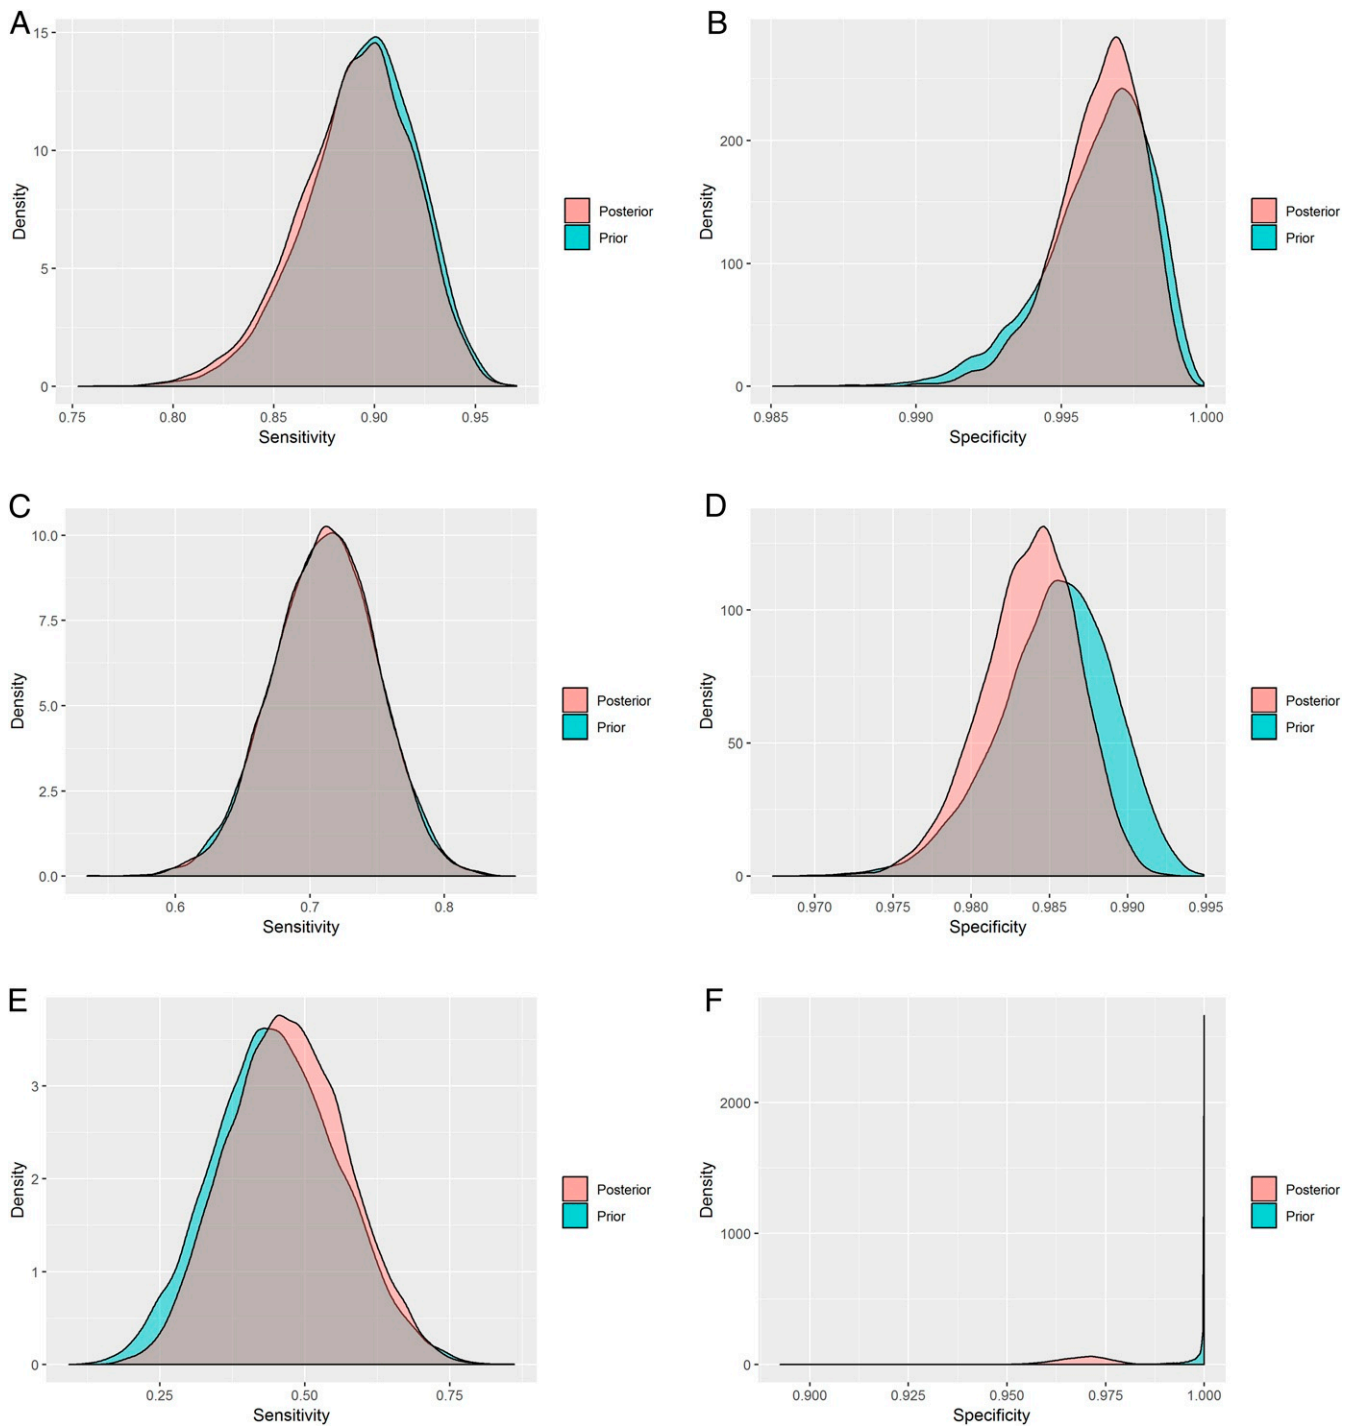 A
15
10
5
0
Density
0.75 0.80 0.85 0.90 0.95
Sensitivity
Posterior
Prior
B
200
100
0
Density
0.985 0.990 0.995 1.000
Specificity
Posterior
Prior
C
10.0
7.5
5.0
2.5
0.0
Density
0.6 0.7 0.8
Sensitivity
Posterior
Prior
D
100
50
0
Density
0.970 0.975 0.980 0.985 0.990 0.995
Specificity
Posterior
Prior
E
3
2
1
0
Density
0.25 0.50 0.75
Sensitivity
Posterior
Prior
F
2000
1000
0
Density
0.900 0.925 0.950 0.975 1.000
Specificity
Posterior
Prior